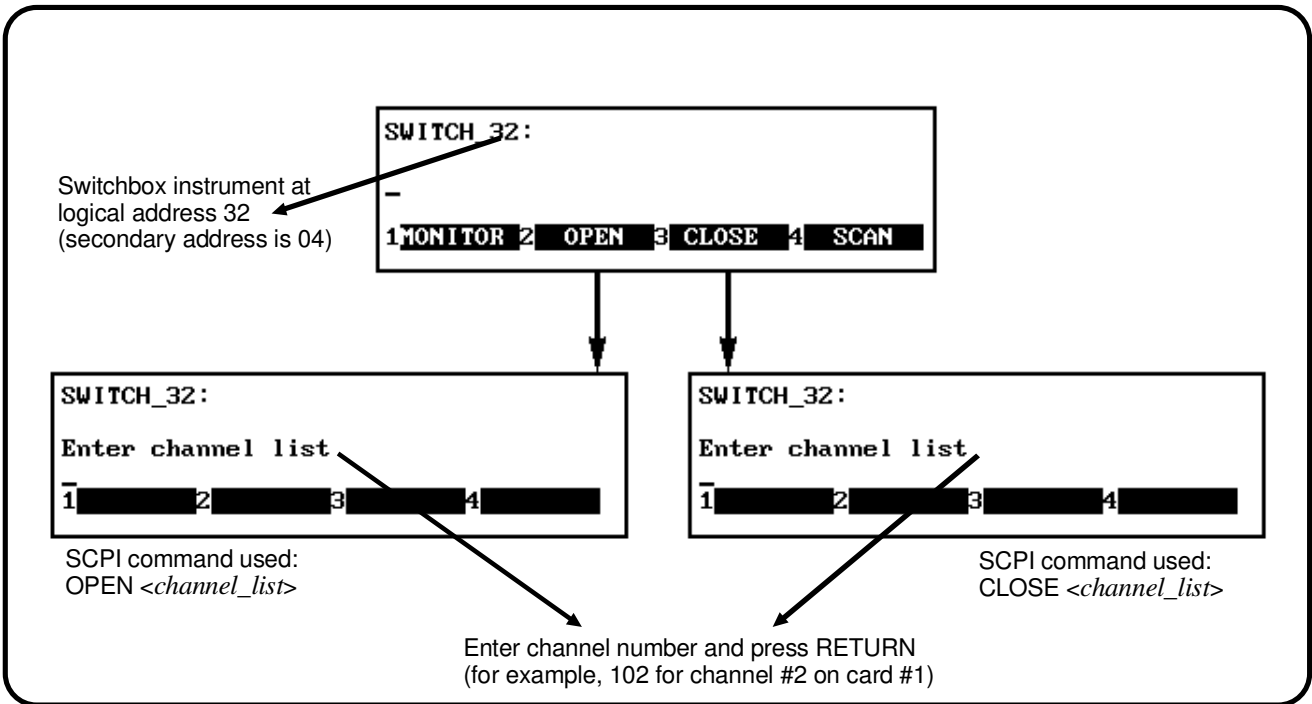 SWITCH_32:
Switchbox instrument at
logical address 32
(secondary address is 04)
1 MONITOR 2 OPEN 3 CLOSE 4 SCAN
SWITCH_32:
Enter channel list
1 2 3 4
SCPI command used:
OPEN <channel_list>
SWITCH_32:
Enter channel list
1 2 3 4
SCPI command used:
CLOSE <channel_list>
Enter channel number and press RETURN
(for example, 102 for channel #2 on card #1)